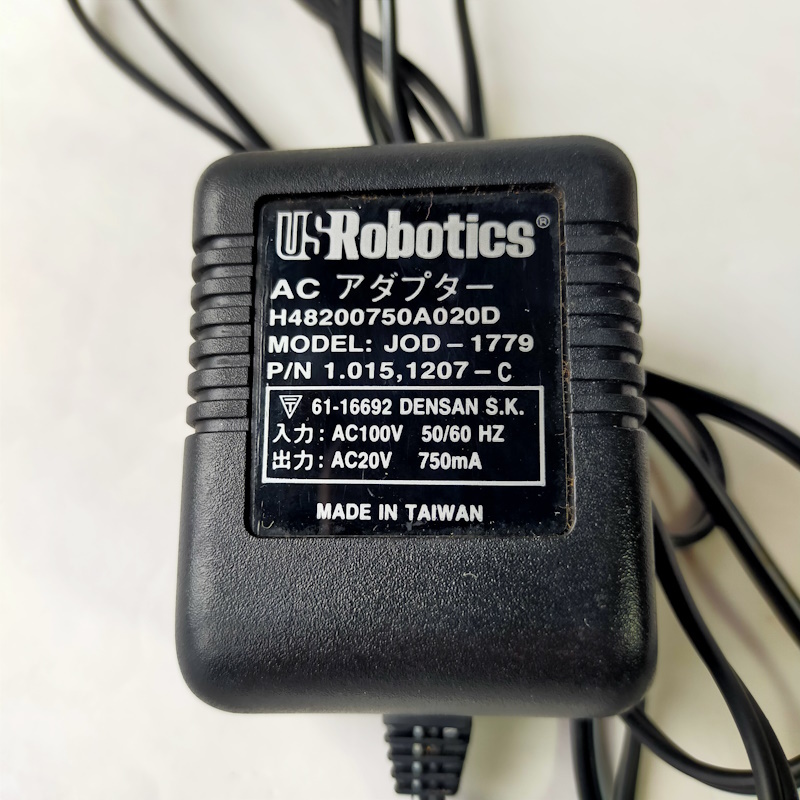 USRobotics®
AC アダプター
H48200750A020D
MODEL: JOD-1779
P/N 1.015,1207-C
T 61-16692 DENSAN S.K.
入力: AC100V 50/60 HZ
出力: AC20V 750mA
MADE IN TAIWAN